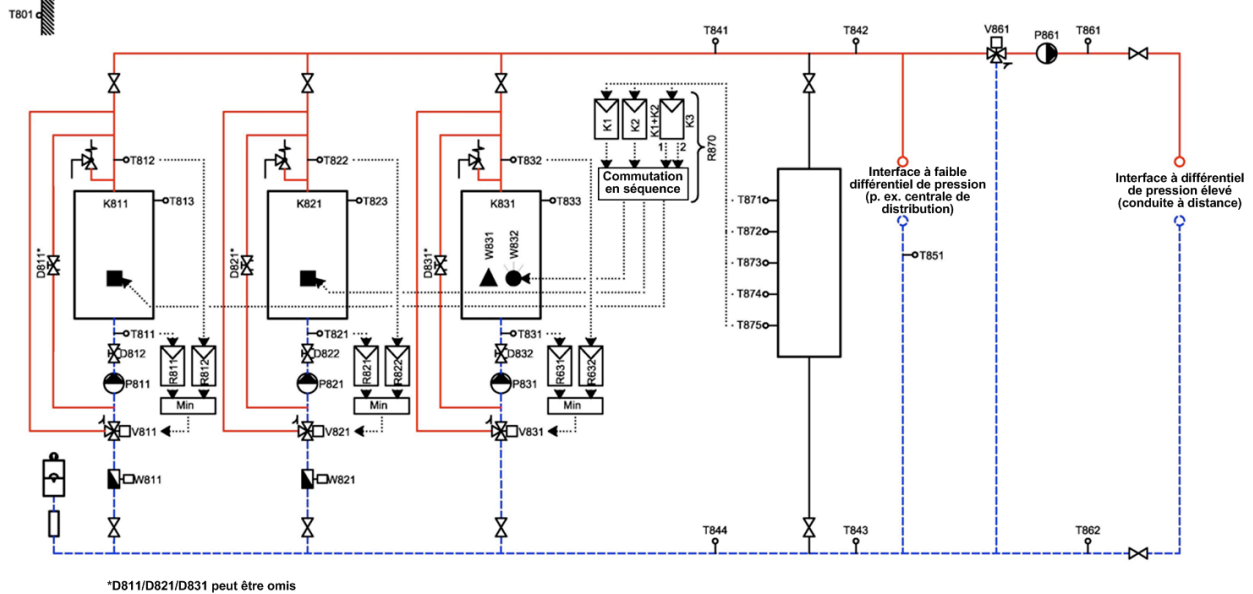 T801
T841
T842
V861
P861
T861
K1
K2
K1+K2
K3
1
2
R870
Commutation
en séquence
T812
T822
T832
K811
T813
K821
T823
K831
T833
W831
W832
D811*
D821*
D831*
T871
T872
T873
T874
T875
Interface à faible
différentiel de pression
(p. ex. centrale de
distribution)
Interface à différentiel
de pression élevé
(conduite à distance)
T851
T811
T821
T831
D812
D822
D832
R811
R812
R821
R822
R631
R632
P811
P821
P831
Min
Min
Min
V811
V821
V831
W811
W821
T844
T843
T862
*D811/D821/D831 peut être omis